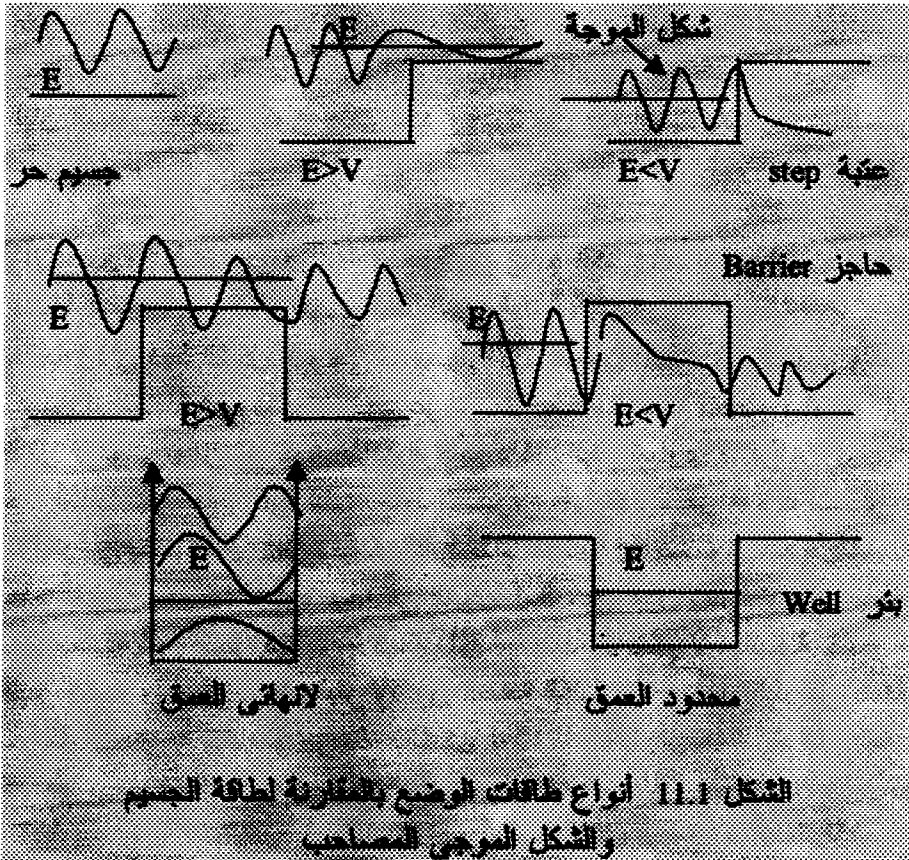 شكل الموجة
E
E
E>V
E<V
جسيم حر
عتبة step
حاجز Barrier
E
E
E>V
E<V
E
E
بئر Well
لانهائي العمق
محدود العمق
الشكل 11.1 أنواع طاقات الوضع بالمقارنة لطاقة الجسيم
والشكل الموجي المصاحب